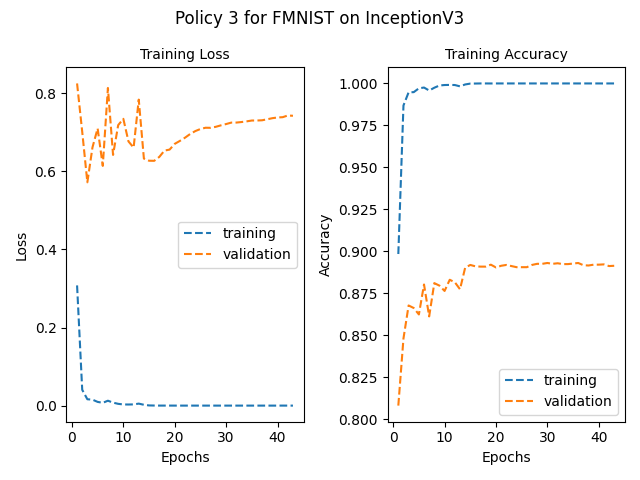 Policy 3 for FMNIST on InceptionV3
Training Loss
Loss
0.8
0.6
0.4
0.2
0.0
training
validation
0 10 20 30 40
Epochs
Training Accuracy
Accuracy
1.000
0.975
0.950
0.925
0.900
0.875
0.850
0.825
0.800
training
validation
0 10 20 30 40
Epochs